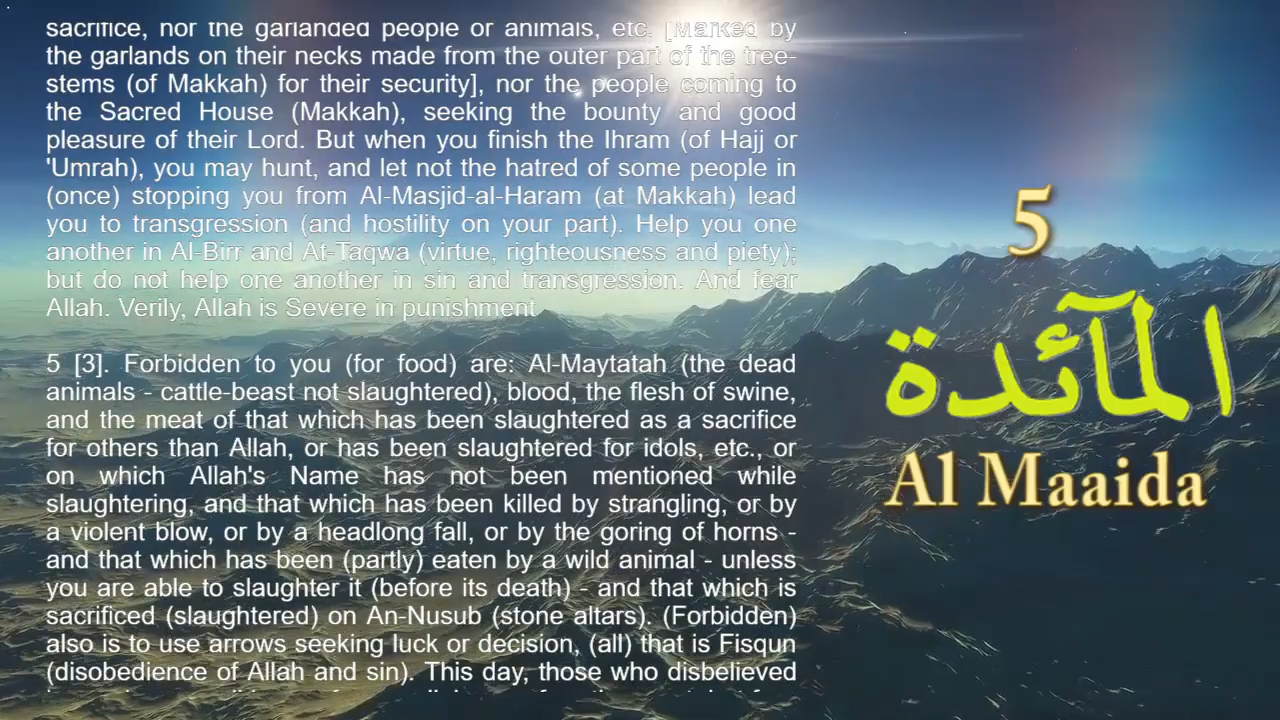 sacrifice, nor the garlanded people or animals, etc. [Marked by
the garlands on their necks made from the outer part of the tree-
stems (of Makkah) for their security], nor the people coming to
the Sacred House (Makkah), seeking the bounty and good
pleasure of their Lord. But when you finish the Ihram (of Hajj or
'Umrah), you may hunt, and let not the hatred of some people in
(once) stopping you from Al-Masjid-al-Haram (at Makkah) lead
you to transgression (and hostility on your part). Help you one
another in Al-Birr and At-Taqwa (virtue, righteousness and piety);
but do not help one another in sin and transgression. And fear
Allah. Verily, Allah is Severe in punishment.
5 [3]. Forbidden to you (for food) are: Al-Maytatah (the dead
animals - cattle-beast not slaughtered), blood, the flesh of swine,
and the meat of that which has been slaughtered as a sacrifice
for others than Allah, or has been slaughtered for idols, etc., or
on which Allah's Name has not been mentioned while
slaughtering, and that which has been killed by strangling, or by
a violent blow, or by a headlong fall, or by the goring of horns -
and that which has been (partly) eaten by a wild animal - unless
you are able to slaughter it (before its death) - and that which is
sacrificed (slaughtered) on An-Nusub (stone altars). (Forbidden)
also is to use arrows seeking luck or decision, (all) that is Fisqun
(disobedience of Allah and sin). This day, those who disbelieved
5
المآئدة
Al Maaida